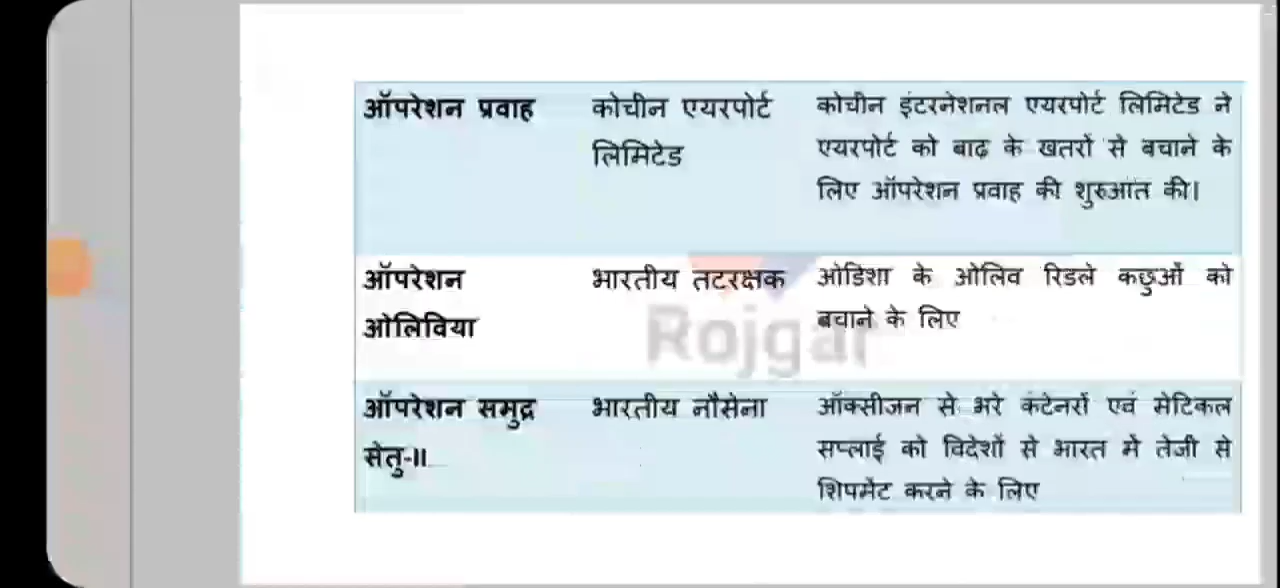 ऑपरेशन प्रवाह
कोचीन एयरपोर्ट
लिमिटेड
कोचीन इंटरनेशनल एयरपोर्ट लिमिटेड ने
एयरपोर्ट को बाढ़ के खतरों से बचाने के
लिए ऑपरेशन प्रवाह की शुरुआत की।
ऑपरेशन
ओलिविया
भारतीय तटरक्षक
ओडिशा के ओलिव रिडले कछुओं को
बचाने के लिए
Rojgar
ऑपरेशन समुद्र
सेतु-II
भारतीय नौसेना
ऑक्सीजन से भरे कंटेनरों एवं मेटिकल
सप्लाई को विदेशों से भारत में तेजी से
शिपमेंट करने के लिए